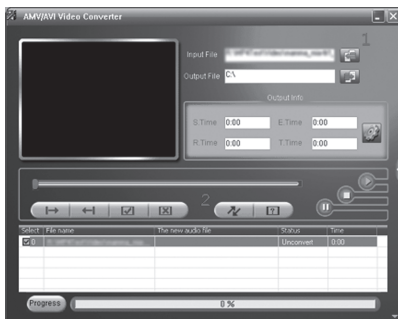 AMV/AVI Video Converter
1
Input File
Output File C:\
Output Info
S.Time 0:00 E.Time 0:00
R.Time 0:00 T.Time 0:00
2
Select File name The new audio file Status Time
0 Unconvert 0:00
Progress 0 %